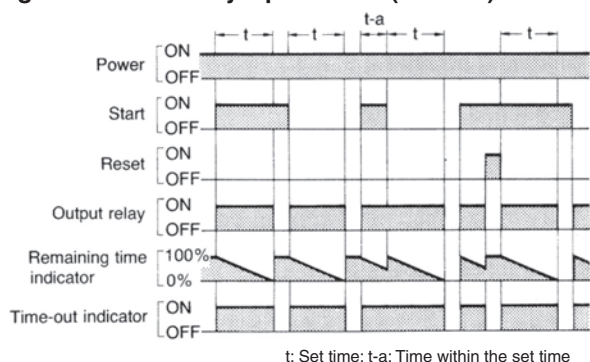 t t t-a t t
Power ON
OFF
Start ON
OFF
Reset ON
OFF
Output relay ON
OFF
Remaining time indicator 100%
0%
Time-out indicator ON
OFF
t: Set time; t-a: Time within the set time